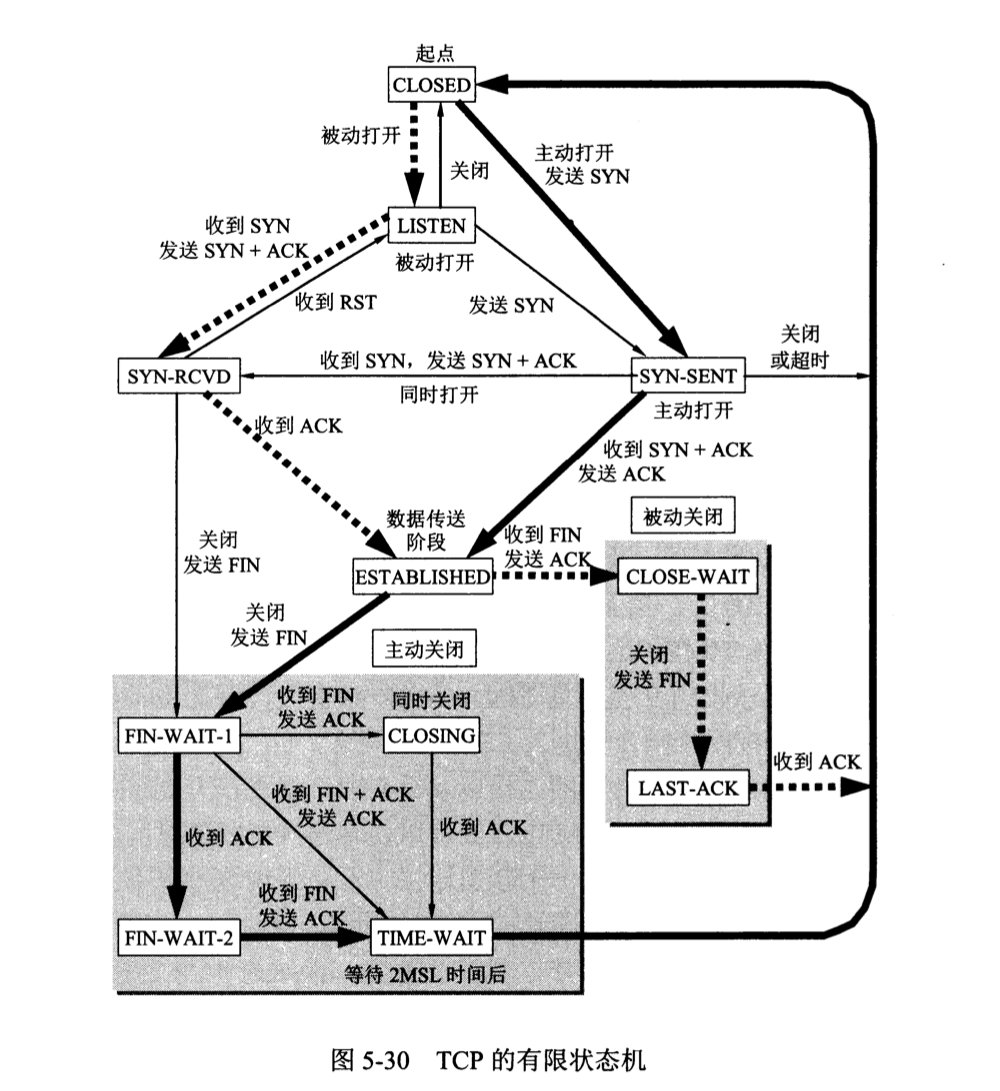 起点
CLOSED
被动打开
关闭
主动打开
发送 SYN
收到 SYN
发送 SYN + ACK
LISTEN
被动打开
收到 RST
发送 SYN
关闭
或超时
SYN-RCVD
收到 SYN，发送 SYN + ACK
同时打开
SYN-SENT
主动打开
收到 ACK
收到 SYN + ACK
发送 ACK
数据传送
阶段
ESTABLISHED
收到 FIN
发送 ACK
被动关闭
CLOSE-WAIT
关闭
发送 FIN
关闭
发送 FIN
主动关闭
关闭
发送 FIN
FIN-WAIT-1
收到 FIN
发送 ACK
同时关闭
CLOSING
LAST-ACK
收到 ACK
收到 FIN + ACK
发送 ACK
收到 ACK
收到 ACK
FIN-WAIT-2
收到 FIN
发送 ACK
TIME-WAIT
等待 2MSL 时间后
图 5-30 TCP 的有限状态机